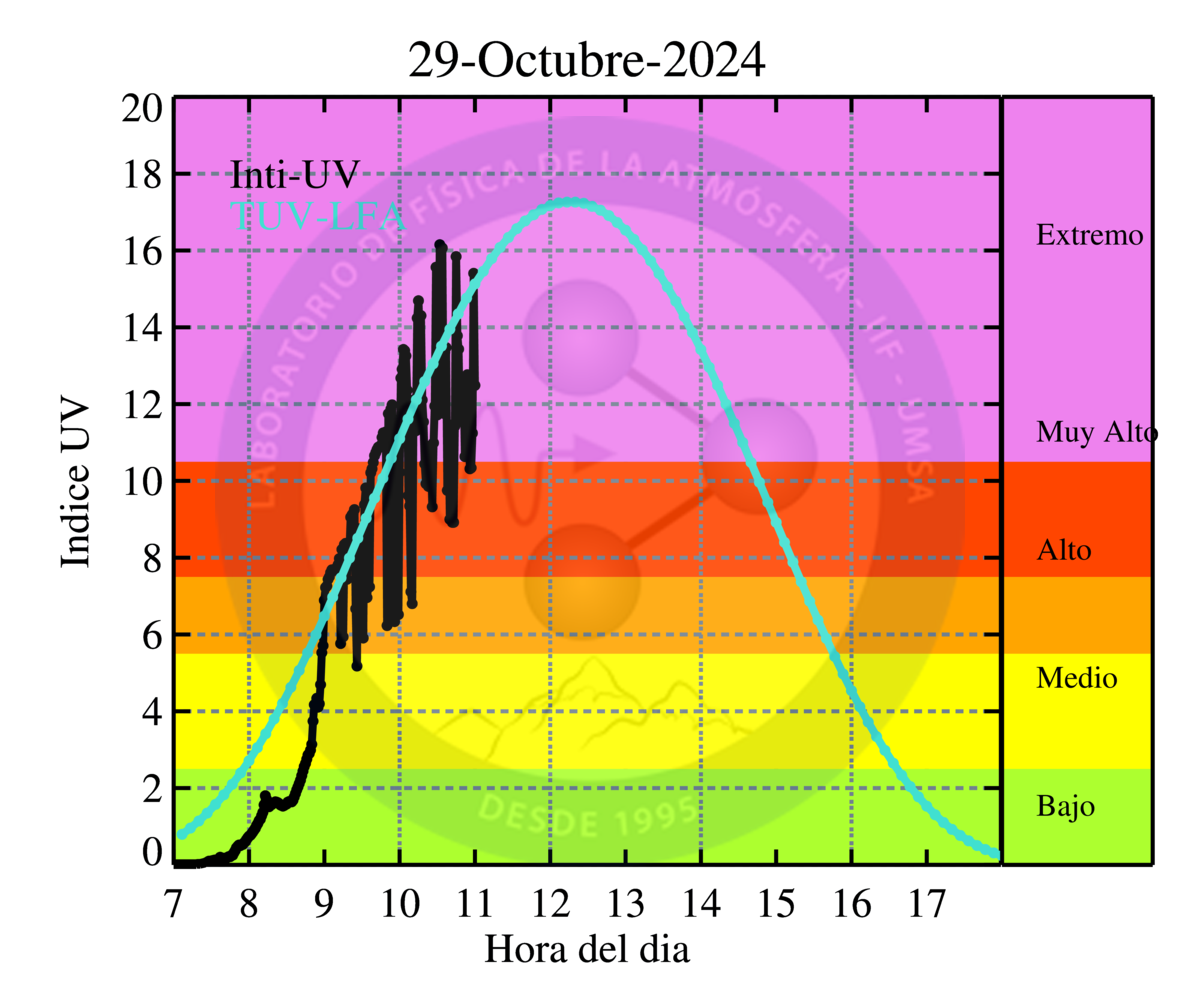 29-Octubre-2024
20
18
16
14
12
10
8
6
4
2
0
Indice UV
Inti-UV
TUV-LFA
LABORATORIO DE FÍSICA DE LA ATMÓSFERA - IIF - UMSA
DESDE 1995
Extremo
Muy Alto
Alto
Medio
Bajo
7 8 9 10 11 12 13 14 15 16 17
Hora del dia